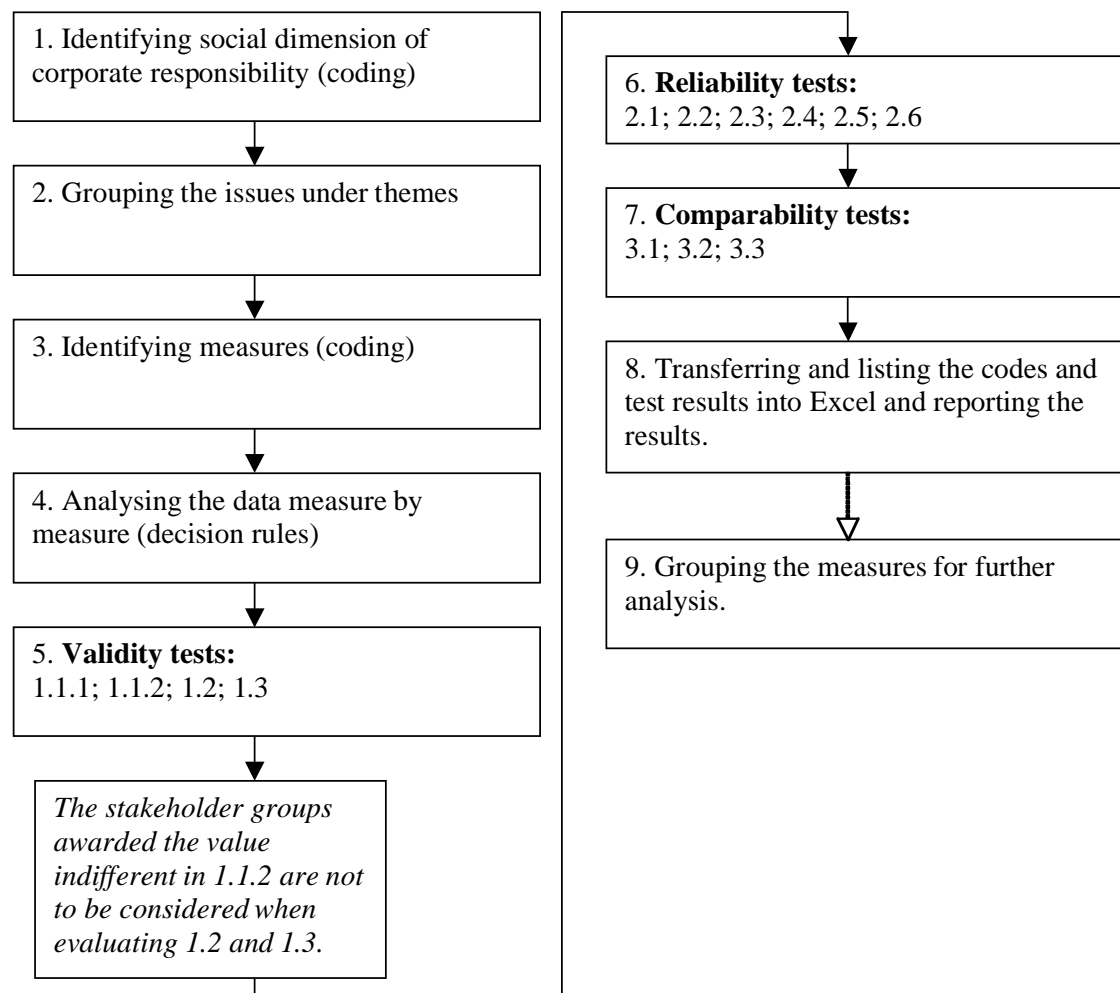 1. Identifying social dimension of
corporate responsibility (coding)
2. Grouping the issues under themes
3. Identifying measures (coding)
4. Analysing the data measure by
measure (decision rules)
5. Validity tests:
1.1.1; 1.1.2; 1.2; 1.3
The stakeholder groups
awarded the value
indifferent in 1.1.2 are not
to be considered when
evaluating 1.2 and 1.3.
6. Reliability tests:
2.1; 2.2; 2.3; 2.4; 2.5; 2.6
7. Comparability tests:
3.1; 3.2; 3.3
8. Transferring and listing the codes and
test results into Excel and reporting the
results.
9. Grouping the measures for further
analysis.